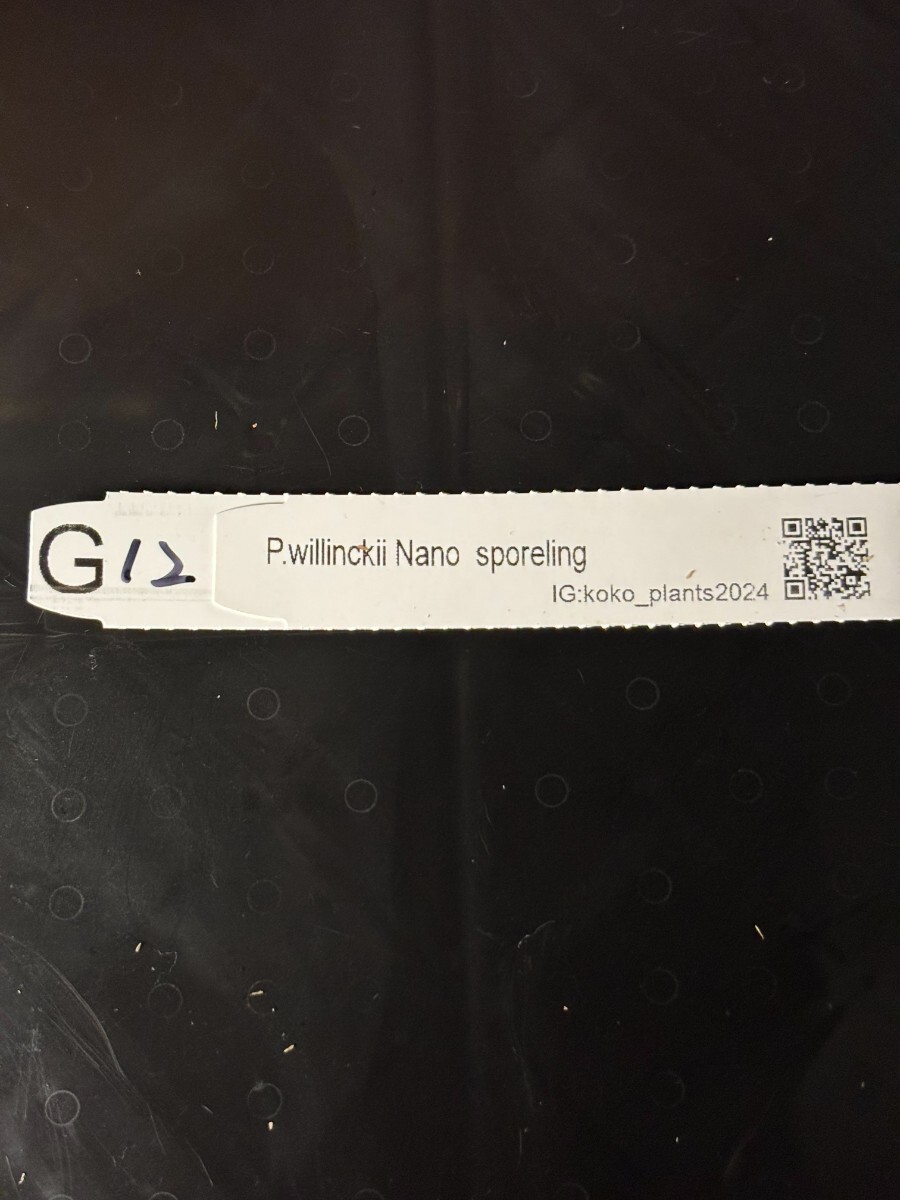 G12
P.willinckii Nano sporeling
IG:koko_plants2024